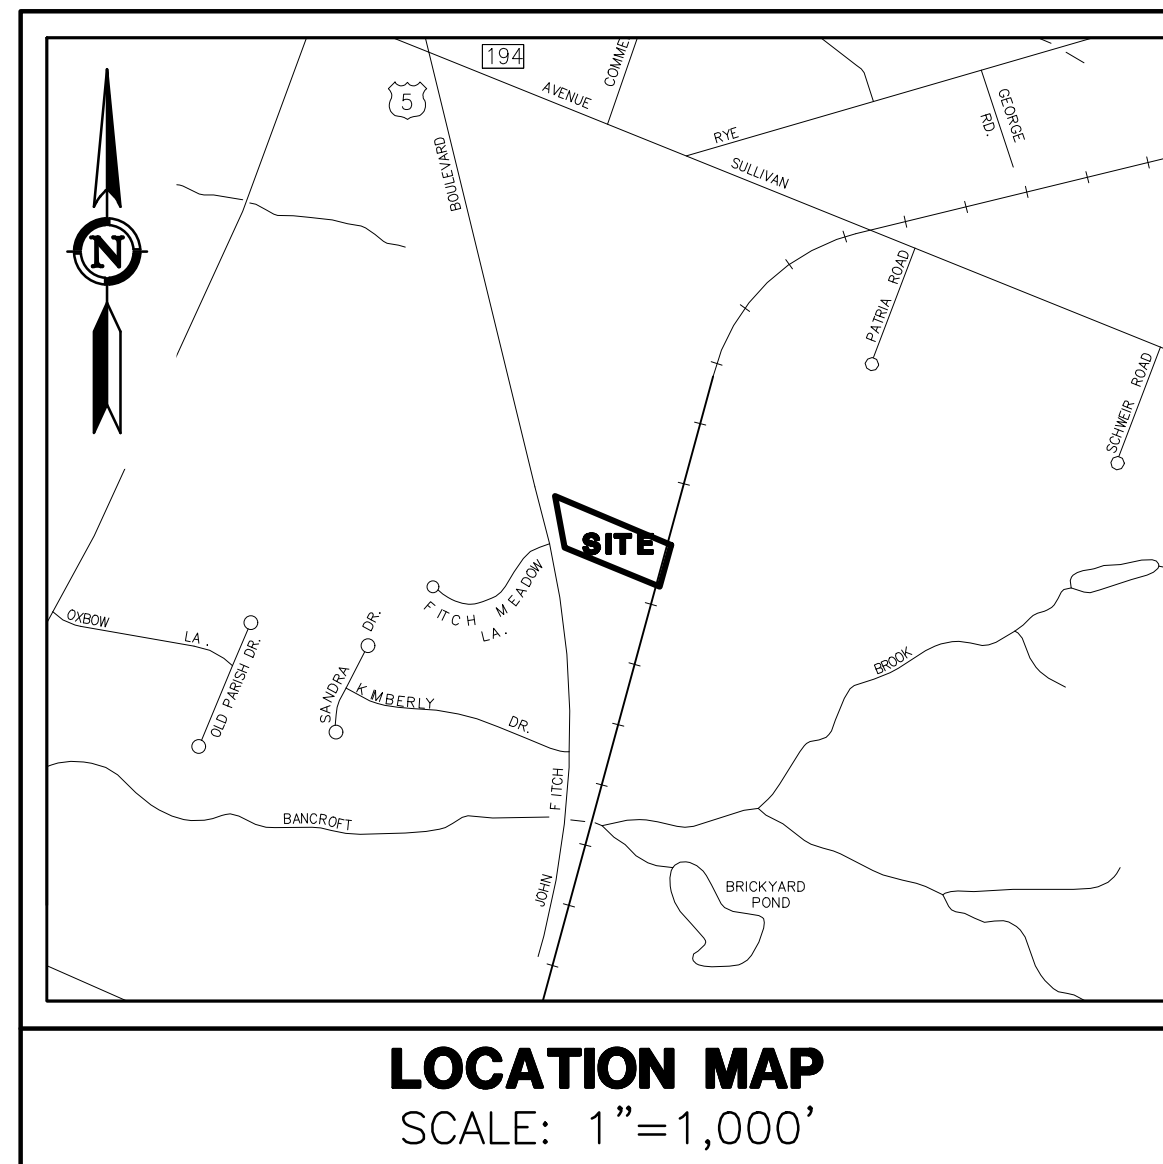 194
COMME
5
AVENUE
GEORGE
RD.
RYE
BOULEVARD
SULLIVAN
N
PATRIA ROAD
SCHWEIR ROAD
SITE
FITCH MEADOW
LA.
OXBOW LA.
OLD PARISH DR.
SANDRA DR.
KIMBERLY DR.
BROOK
JOHN FITCH
BANCROFT
BRICKYARD
POND
LOCATION MAP
SCALE: 1"=1,000'